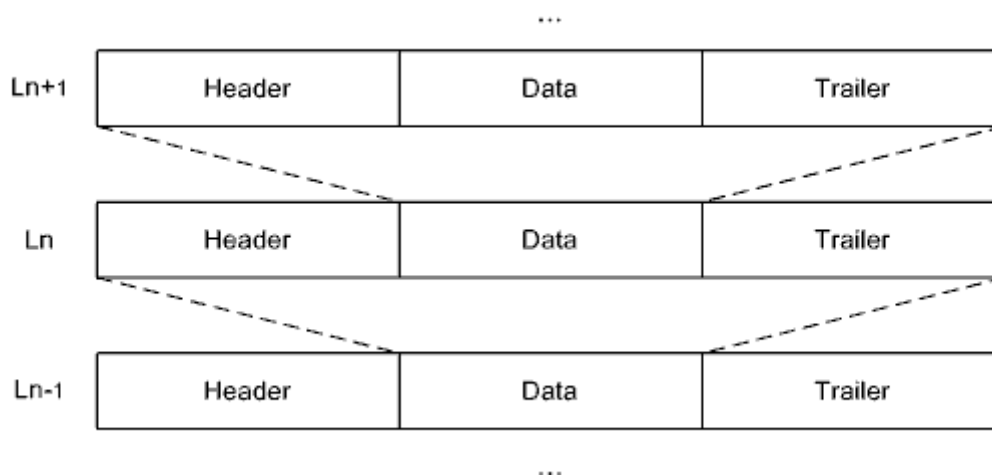 ...
Ln+1 Header Data Trailer
Ln Header Data Trailer
Ln-1 Header Data Trailer
...